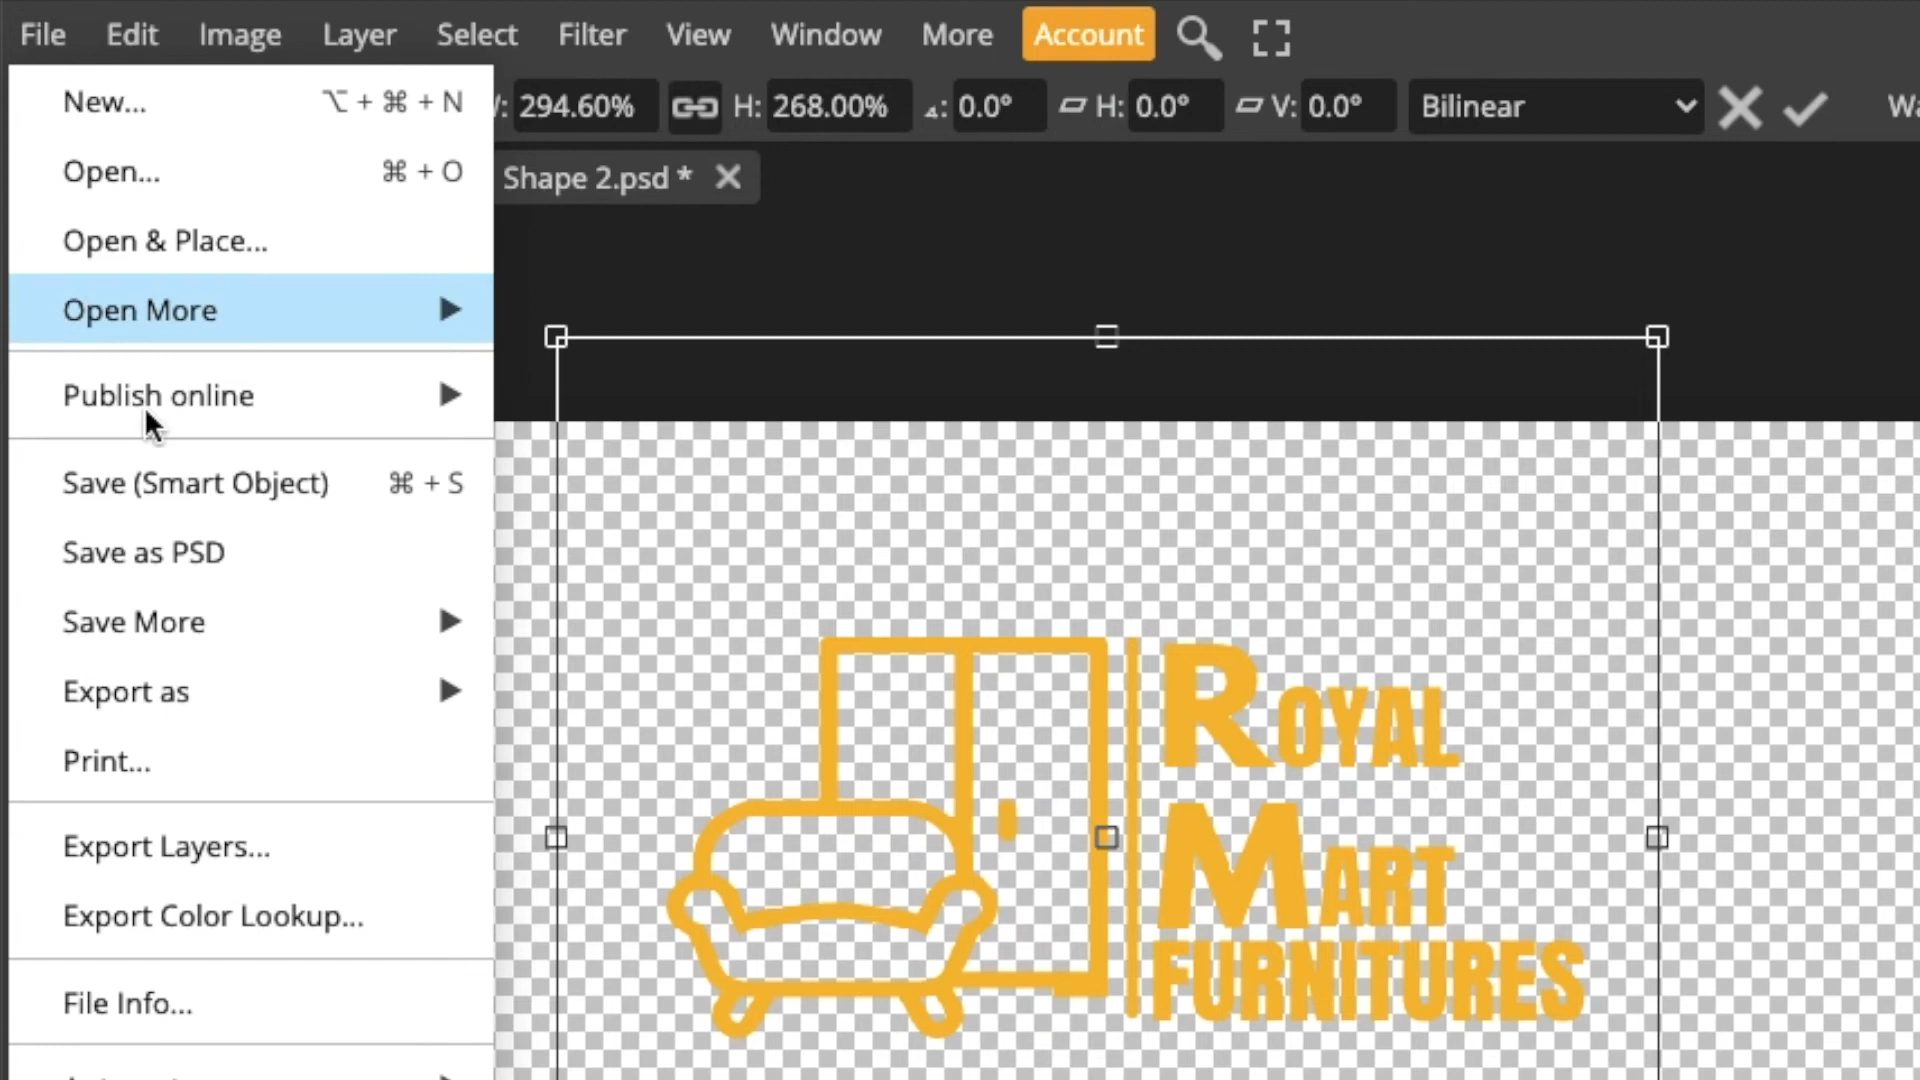 File Edit Image Layer Select Filter View Window More Account
: 294.60% H: 268.00% : 0.0° H: 0.0° V: 0.0° Bilinear
Shape 2.psd *
New... ⌥ + ⌘ + N
Open... ⌘ + O
Open & Place...
Open More
Publish online
Save (Smart Object) ⌘ + S
Save as PSD
Save More
Export as
Print...
Export Layers...
Export Color Lookup...
File Info...
ROYAL
MART
FURNITURES